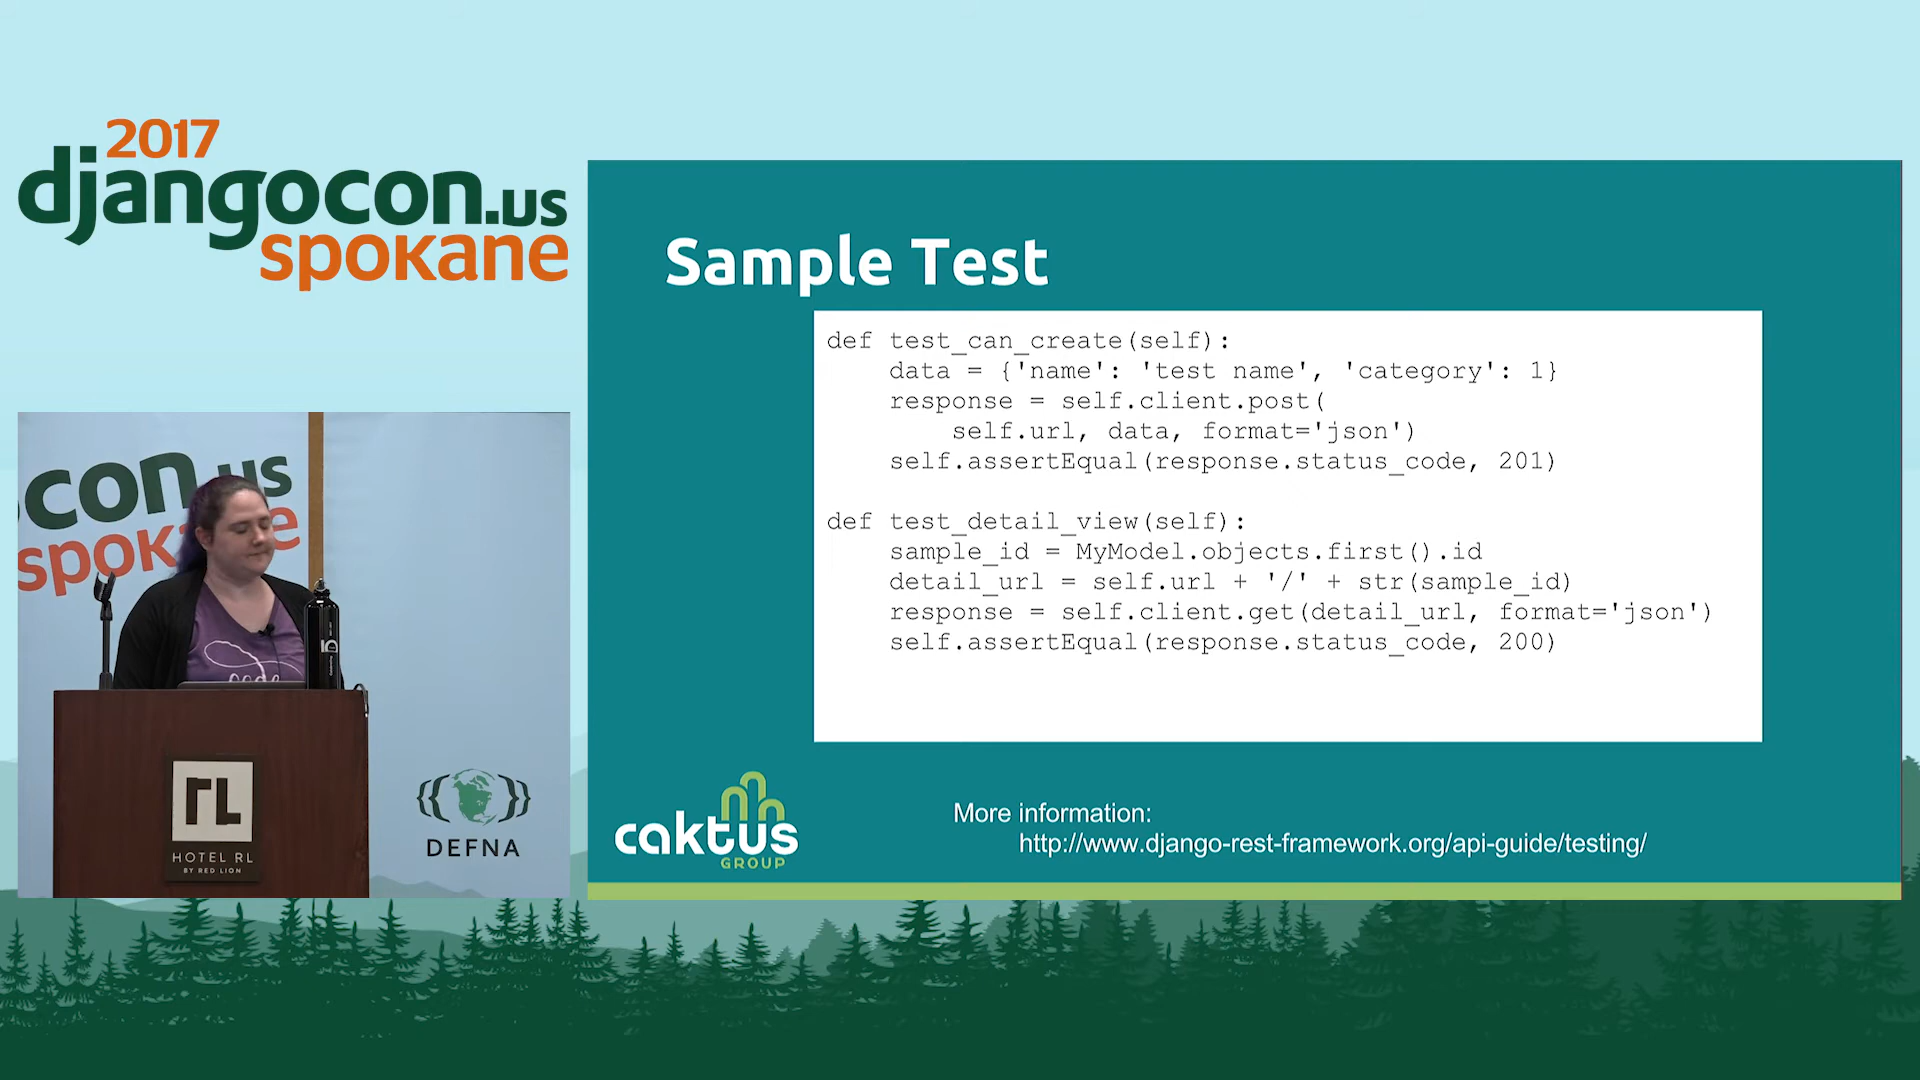 2017
djangocon.us
spokane
Sample Test
def test_can_create(self):
    data = {'name': 'test name', 'category': 1}
    response = self.client.post(
        self.url, data, format='json')
    self.assertEqual(response.status_code, 201)
def test_detail_view(self):
    sample_id = MyModel.objects.first().id
    detail_url = self.url + '/' + str(sample_id)
    response = self.client.get(detail_url, format='json')
    self.assertEqual(response.status_code, 200)
caktus
GROUP
More information:
http://www.django-rest-framework.org/api-guide/testing/
con.us
spok
e
RL
HOTEL RL
BY RED LION
DEFNA